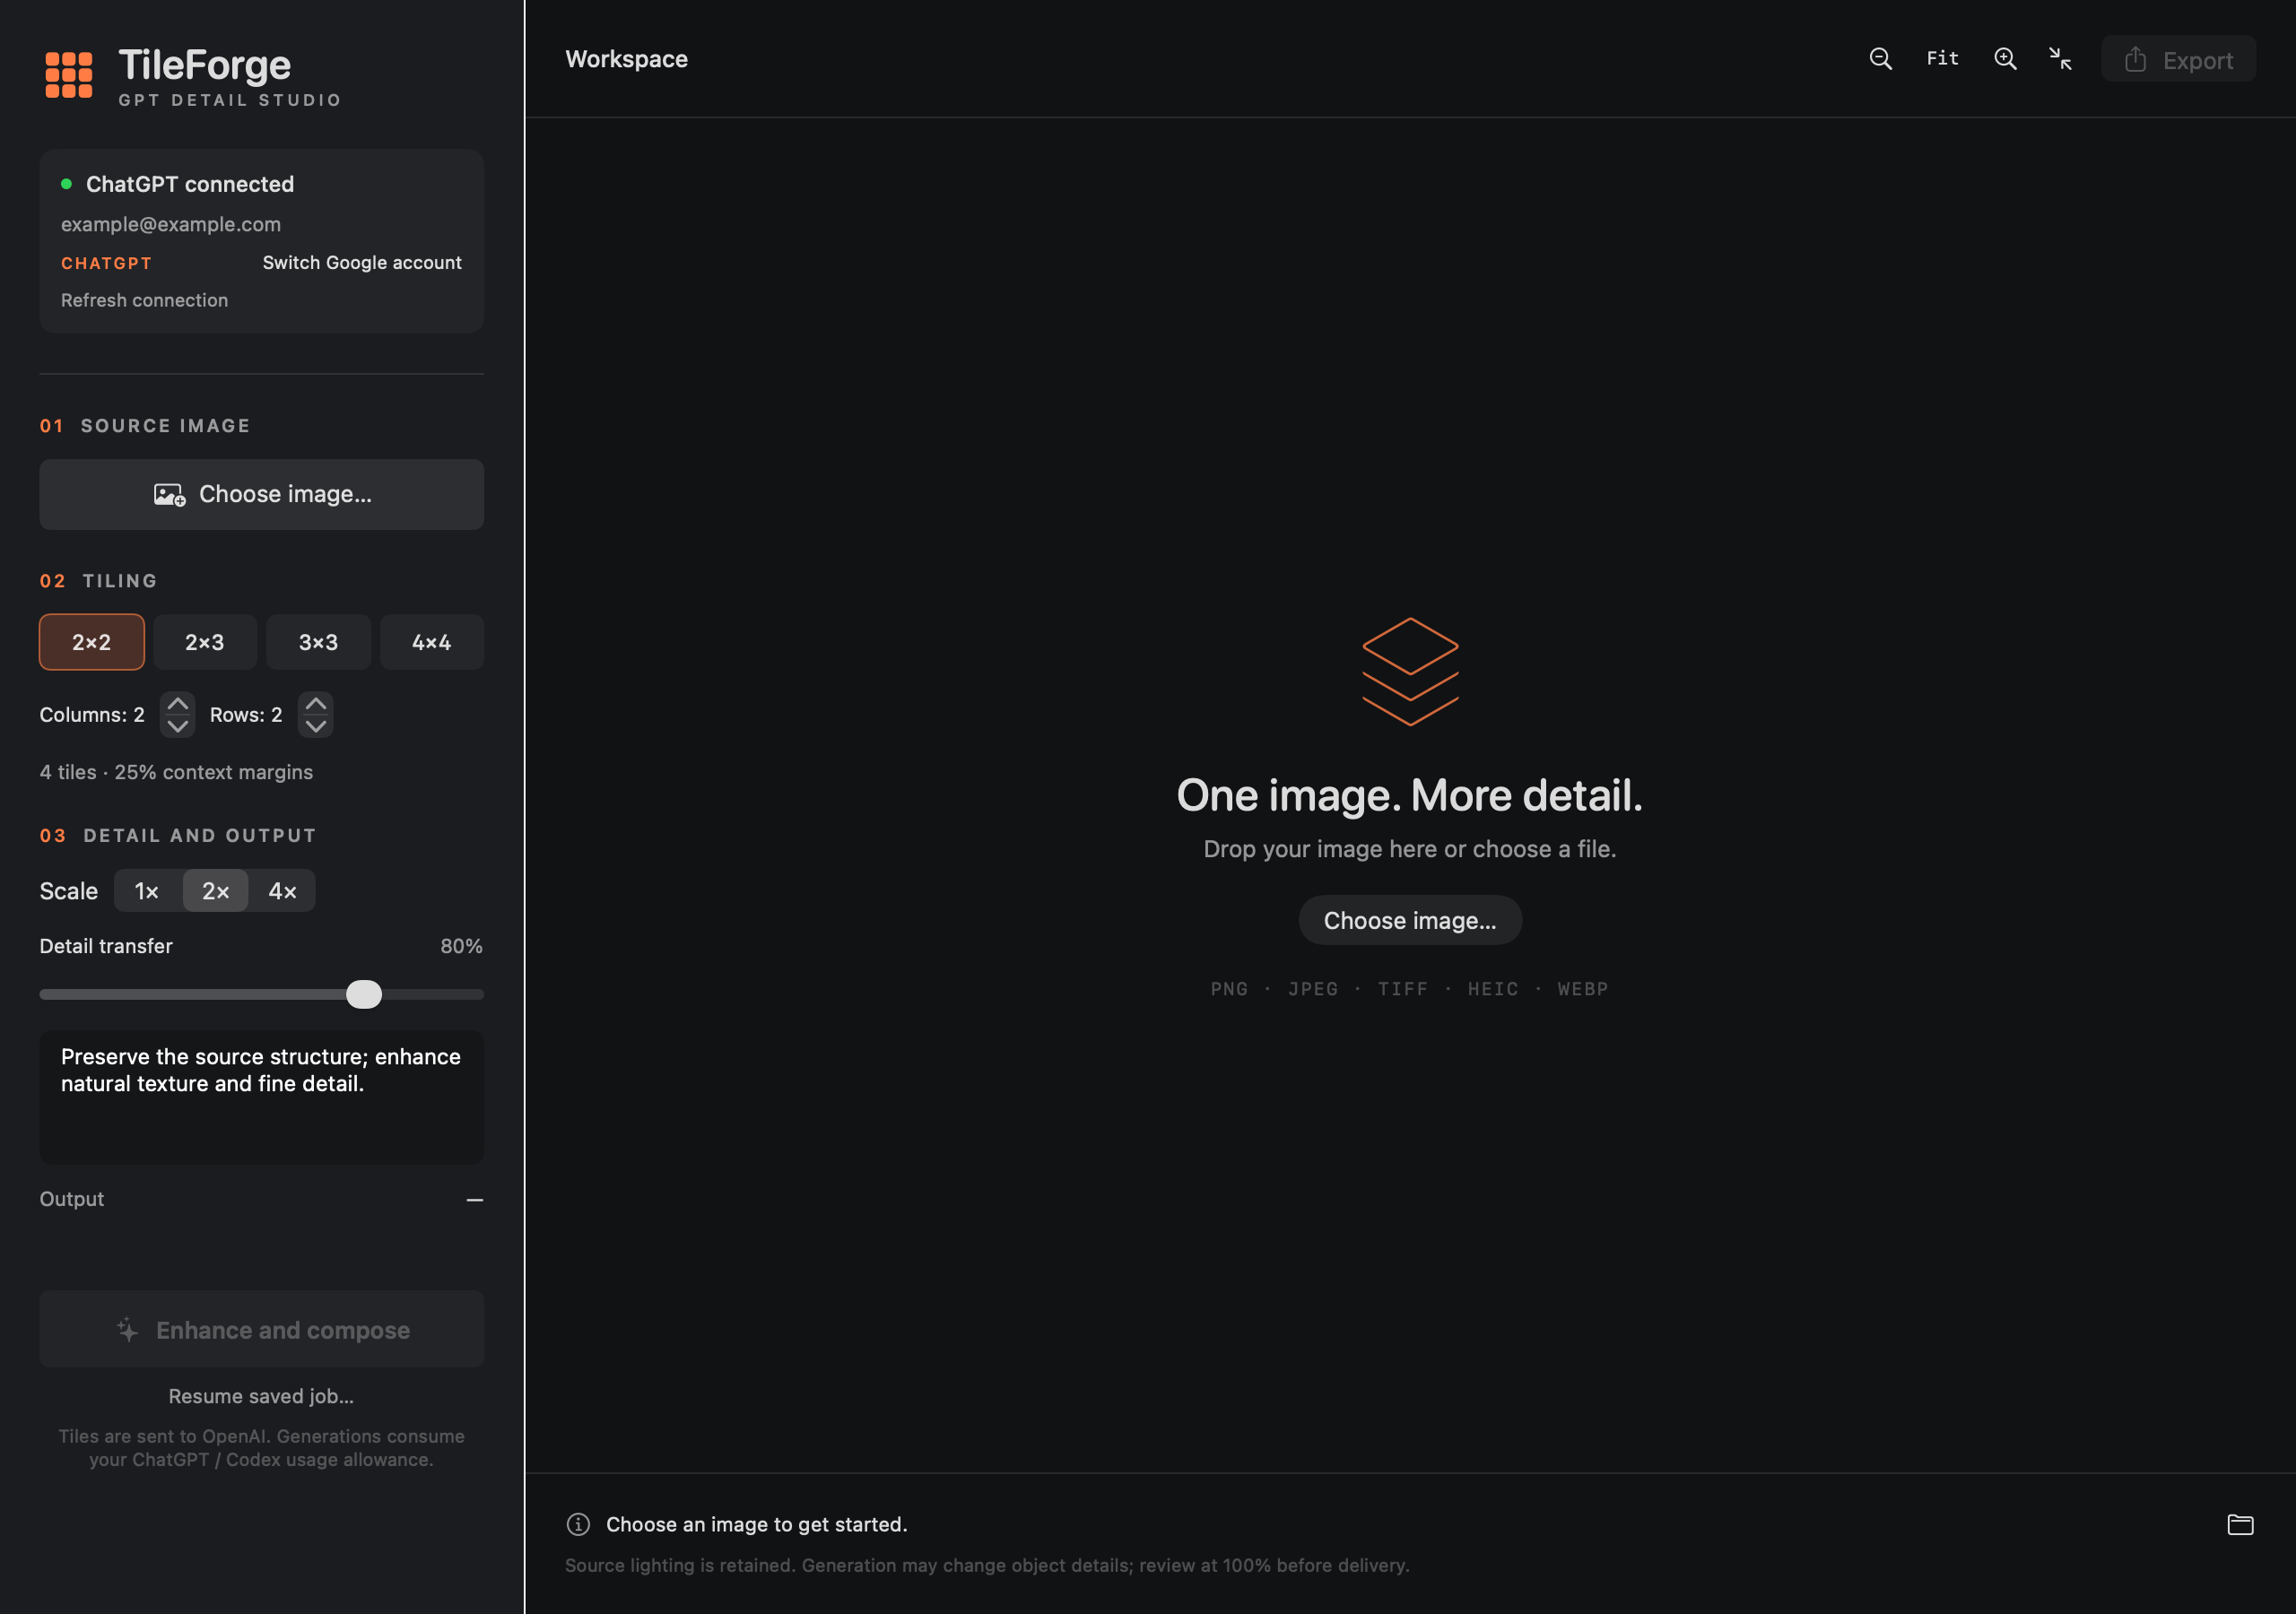 TileForge
GPT DETAIL STUDIO
ChatGPT connected
example@example.com
CHATGPT
Switch Google account
Refresh connection
01 SOURCE IMAGE
Choose image...
02 TILING
2×2
2×3
3×3
4×4
Columns: 2
Rows: 2
4 tiles · 25% context margins
03 DETAIL AND OUTPUT
Scale
1×
2×
4×
Detail transfer
80%
Preserve the source structure; enhance
natural texture and fine detail.
Output
—
Enhance and compose
Resume saved job...
Tiles are sent to OpenAI. Generations consume
your ChatGPT / Codex usage allowance.
Workspace
Fit
Export
One image. More detail.
Drop your image here or choose a file.
Choose image...
PNG · JPEG · TIFF · HEIC · WEBP
Choose an image to get started.
Source lighting is retained. Generation may change object details; review at 100% before delivery.